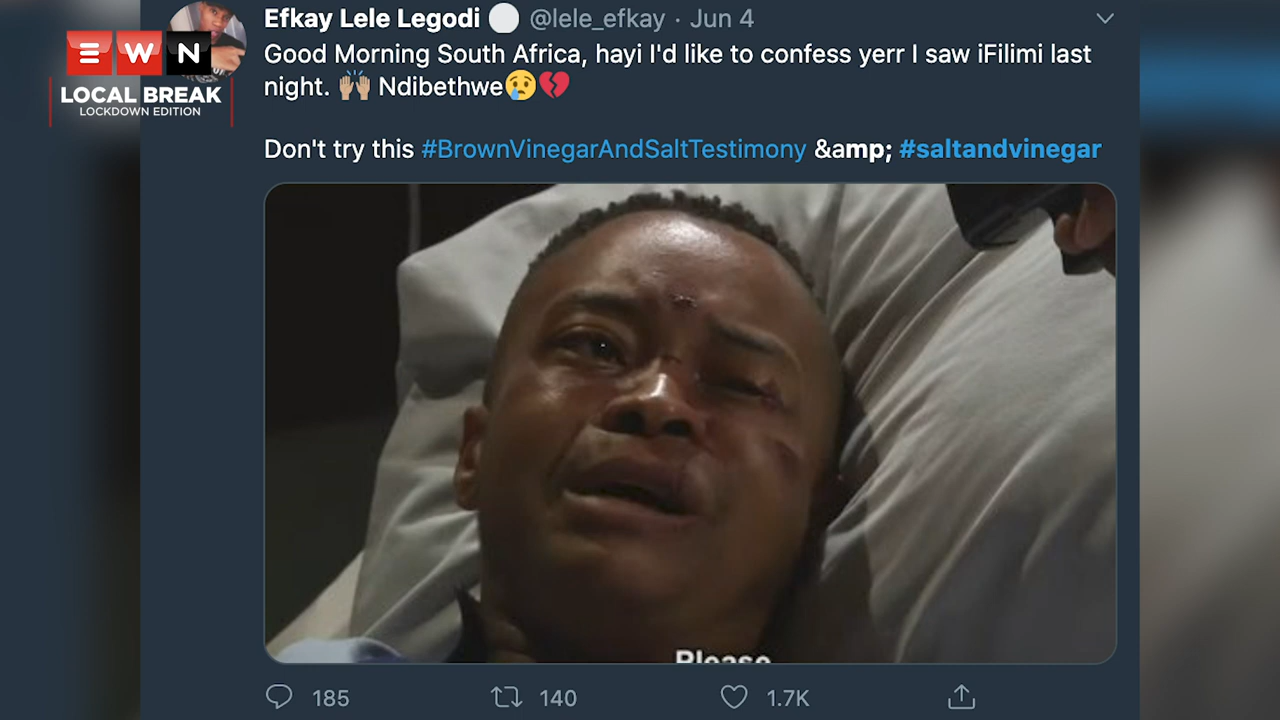 EWN
LOCAL BREAK
LOCKDOWN EDITION
Efkay Lele Legodi @lele_efkay · Jun 4
Good Morning South Africa, hayi I'd like to confess yerr I saw iFilimi last
night. 🙌🏽 Ndibethwe😢💔
Don't try this #BrownVinegarAndSaltTestimony &amp; #saltandvinegar
Please
185 140 1.7K